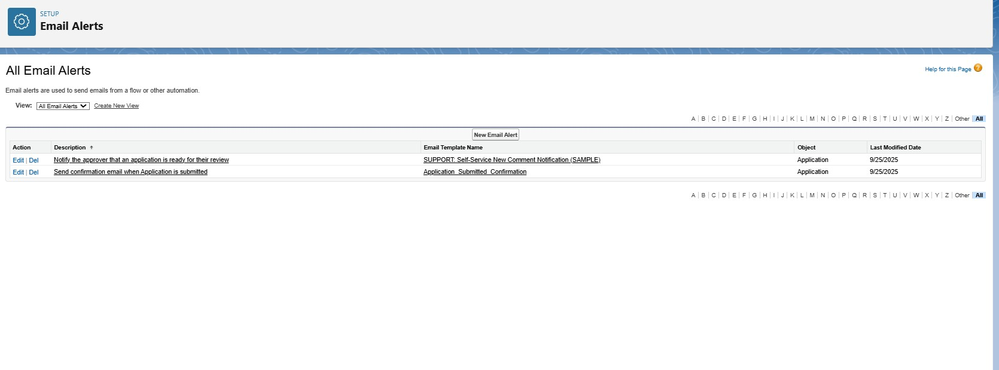 SETUP
Email Alerts
All Email Alerts
Help for this Page ?
Email alerts are used to send emails from a flow or other automation.
View: All Email Alerts Create New View
A | B | C | D | E | F | G | H | I | J | K | L | M | N | O | P | Q | R | S | T | U | V | W | X | Y | Z | Other | All
New Email Alert
Action Description ↑ Email Template Name Object Last Modified Date
Edit | Del Notify the approver that an application is ready for their review SUPPORT: Self-Service New Comment Notification (SAMPLE) Application 9/25/2025
Edit | Del Send confirmation email when Application is submitted Application_Submitted_Confirmation Application 9/25/2025
A | B | C | D | E | F | G | H | I | J | K | L | M | N | O | P | Q | R | S | T | U | V | W | X | Y | Z | Other | All